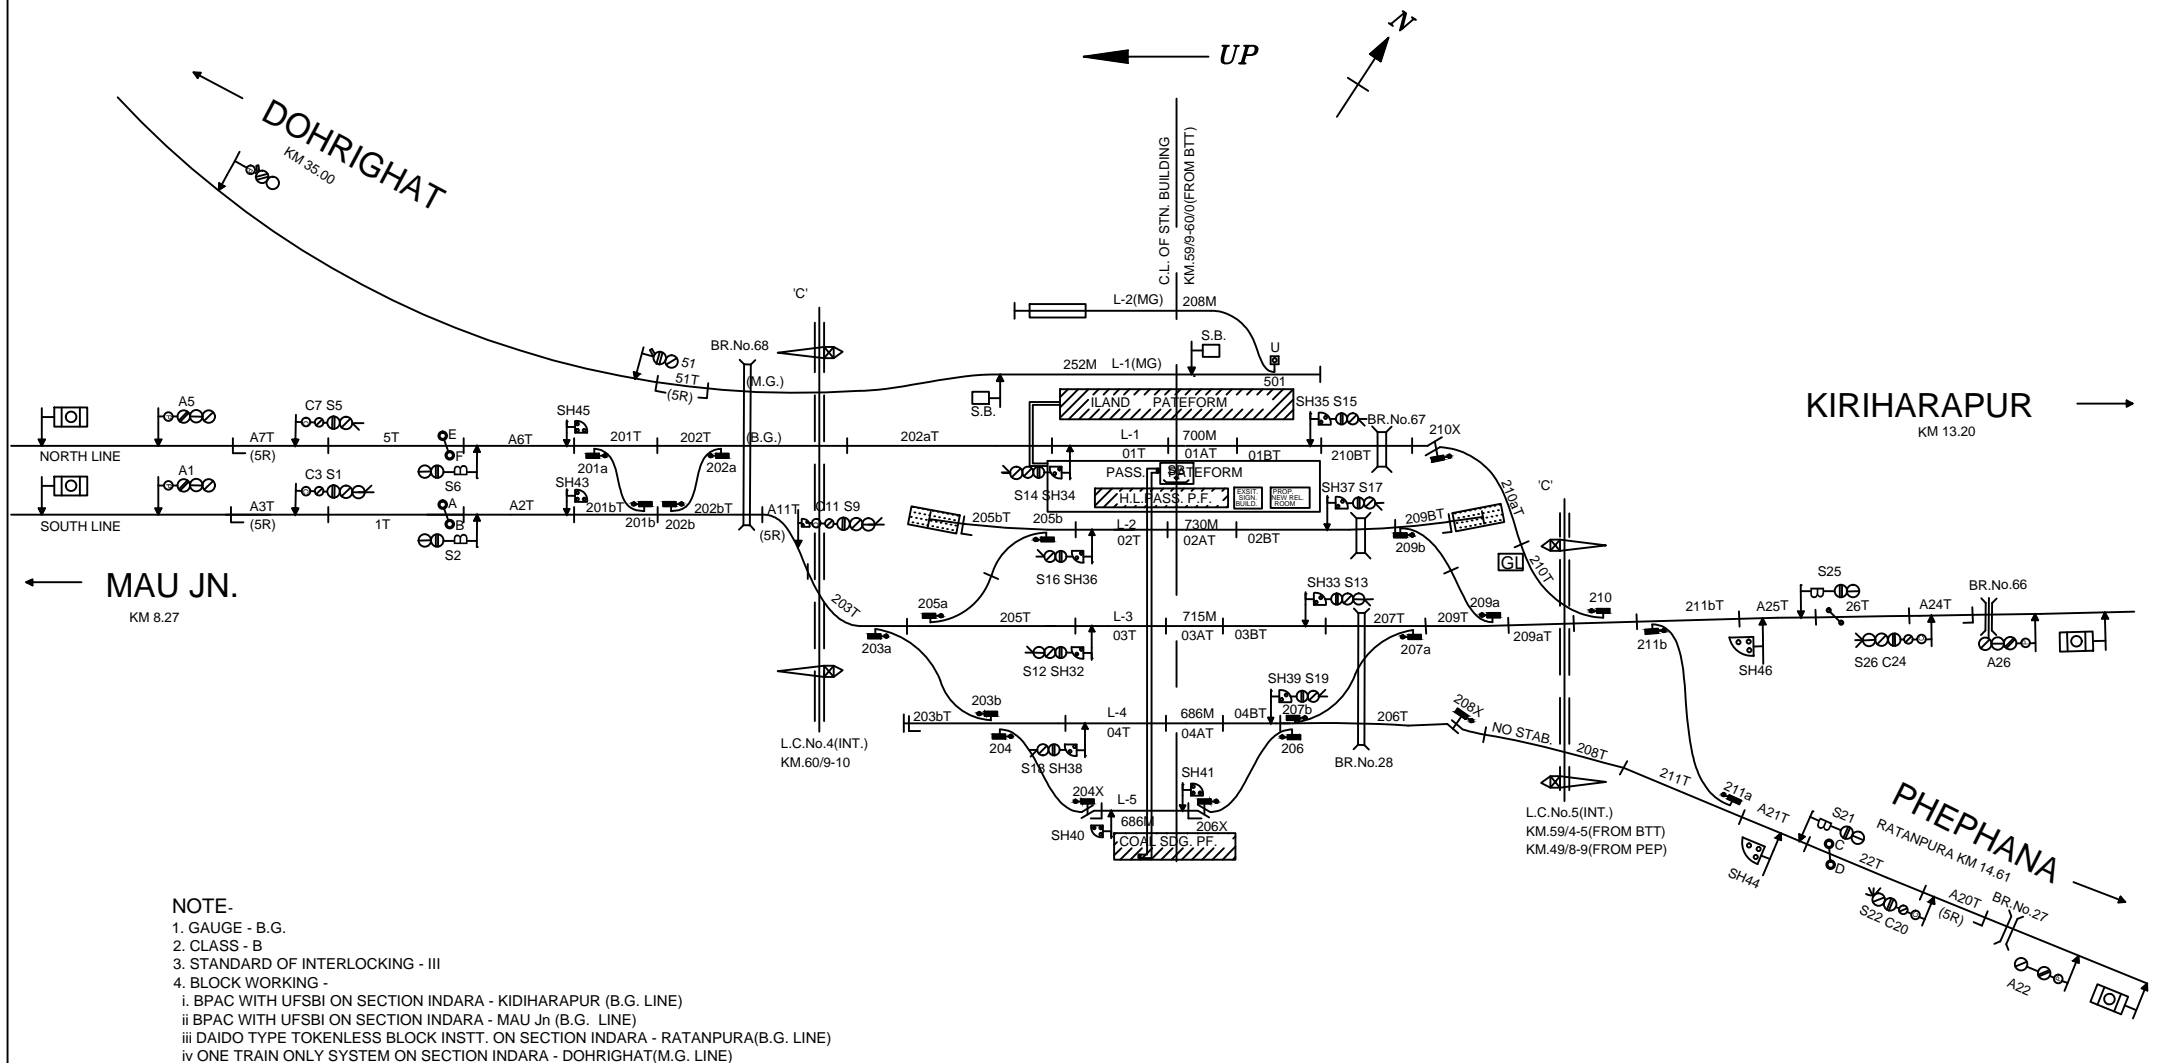 N
UP
DOHRIGHAT
KM 35.00
C.L. OF STN. BUILDING
KM.59/9-60/0(FROM BTT)
'C'
L-2(MG) 208M
BR.No.68
S.B.
U
51
51T
(5R)
(M.G.)
252M L-1(MG)
501
S.B.
ILAND PATEFORM
KIRIHARAPUR
KM 13.20
A5
C7 S5
SH45
SH35 S15
BR.No.67
210X
A7T
(5R)
5T
E
F
A6T
201T
202T
(B.G.)
202aT
L-1 700M
01T 01AT
01BT
210BT
NORTH LINE
201a
202a
S6
A1
C3 S1
SH43
S14 SH34
PASS. PATEFORM
SB
H.L.PASS. P.F.
EXSIT. SIGN. BUILD.
PROP. NEW REL. ROOM
SH37 S17
210aT
'C'
A3T
(5R)
1T
A
B
A2T
201bT
201b
202b
202bT
A11T
(5R)
C11 S9
SOUTH LINE
S2
205bT
205b
L-2 730M
02T 02AT
02BT
209BT
209b
S16 SH36
GL
210T
MAU JN.
KM 8.27
203T
205a
SH33 S13
209a
210
S25
BR.No.66
205T
L-3 715M
03T 03AT
03BT
207T
209T
209aT
211bT
A25T
26T
A24T
203a
207a
211b
SH46
S26 C24
A26
S12 SH32
SH39 S19
203b
207b
203bT
L-4 686M
04T 04AT
04BT
206T
208X
NO STAB.
208T
204
206
S18 SH38
L.C.No.4(INT.)
KM.60/9-10
BR.No.28
SH41
204X
L-5
686M
206X
SH40
COAL SDG. PF.
211T
211a
A21T
L.C.No.5(INT.)
KM.59/4-5(FROM BTT)
KM.49/8-9(FROM PEP)
S21
C
D
PHEPHANA
RATANPURA KM 14.61
SH44
22T
A20T
(5R)
BR.No.27
S22 C20
A22
NOTE-
1. GAUGE - B.G.
2. CLASS - B
3. STANDARD OF INTERLOCKING - III
4. BLOCK WORKING -
i. BPAC WITH UFSBI ON SECTION INDARA - KIDIHARAPUR (B.G. LINE)
ii BPAC WITH UFSBI ON SECTION INDARA - MAU Jn (B.G. LINE)
iii DAIDO TYPE TOKENLESS BLOCK INSTT. ON SECTION INDARA - RATANPURA(B.G. LINE)
iv ONE TRAIN ONLY SYSTEM ON SECTION INDARA - DOHRIGHAT(M.G. LINE)